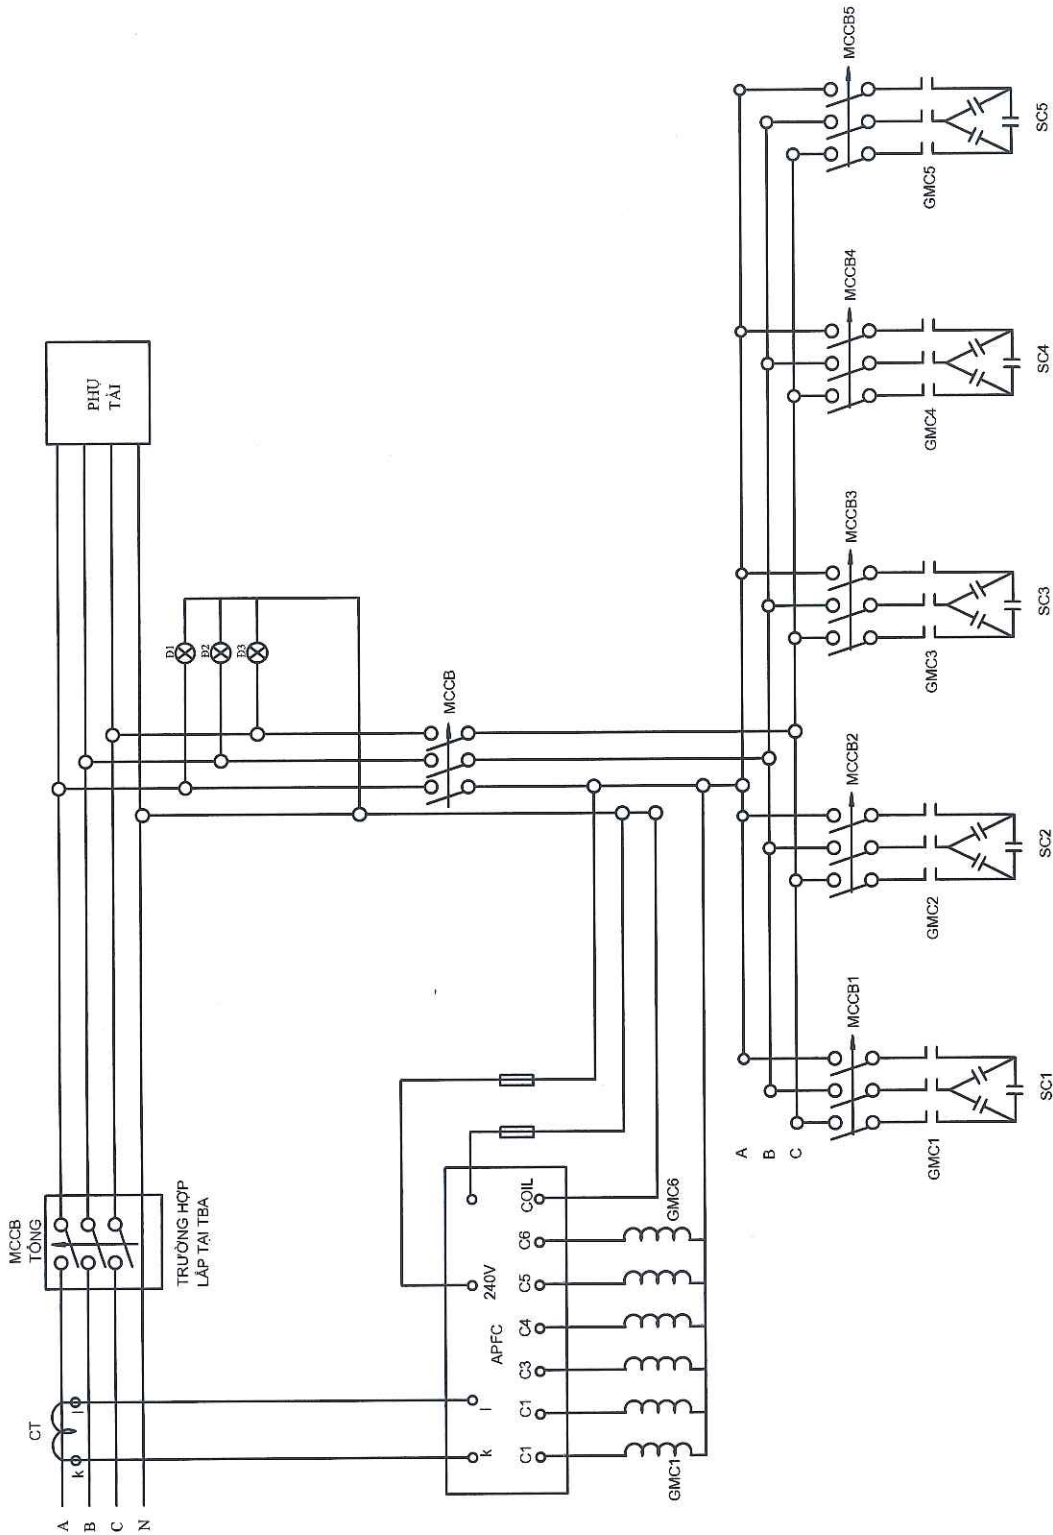 A
B
C
N
CT
k
l
MCCB
TỔNG
TRƯỜNG HỢP
LẮP TẠI TBA
PHỤ
TẢI
Đ1
Đ2
Đ3
MCCB
k
l
APFC
240V
C1
C1
C3
C4
C5
C6
COIL
GMC1
GMC6
A
B
C
MCCB1
GMC1
SC1
MCCB2
GMC2
SC2
MCCB3
GMC3
SC3
MCCB4
GMC4
SC4
MCCB5
GMC5
SC5